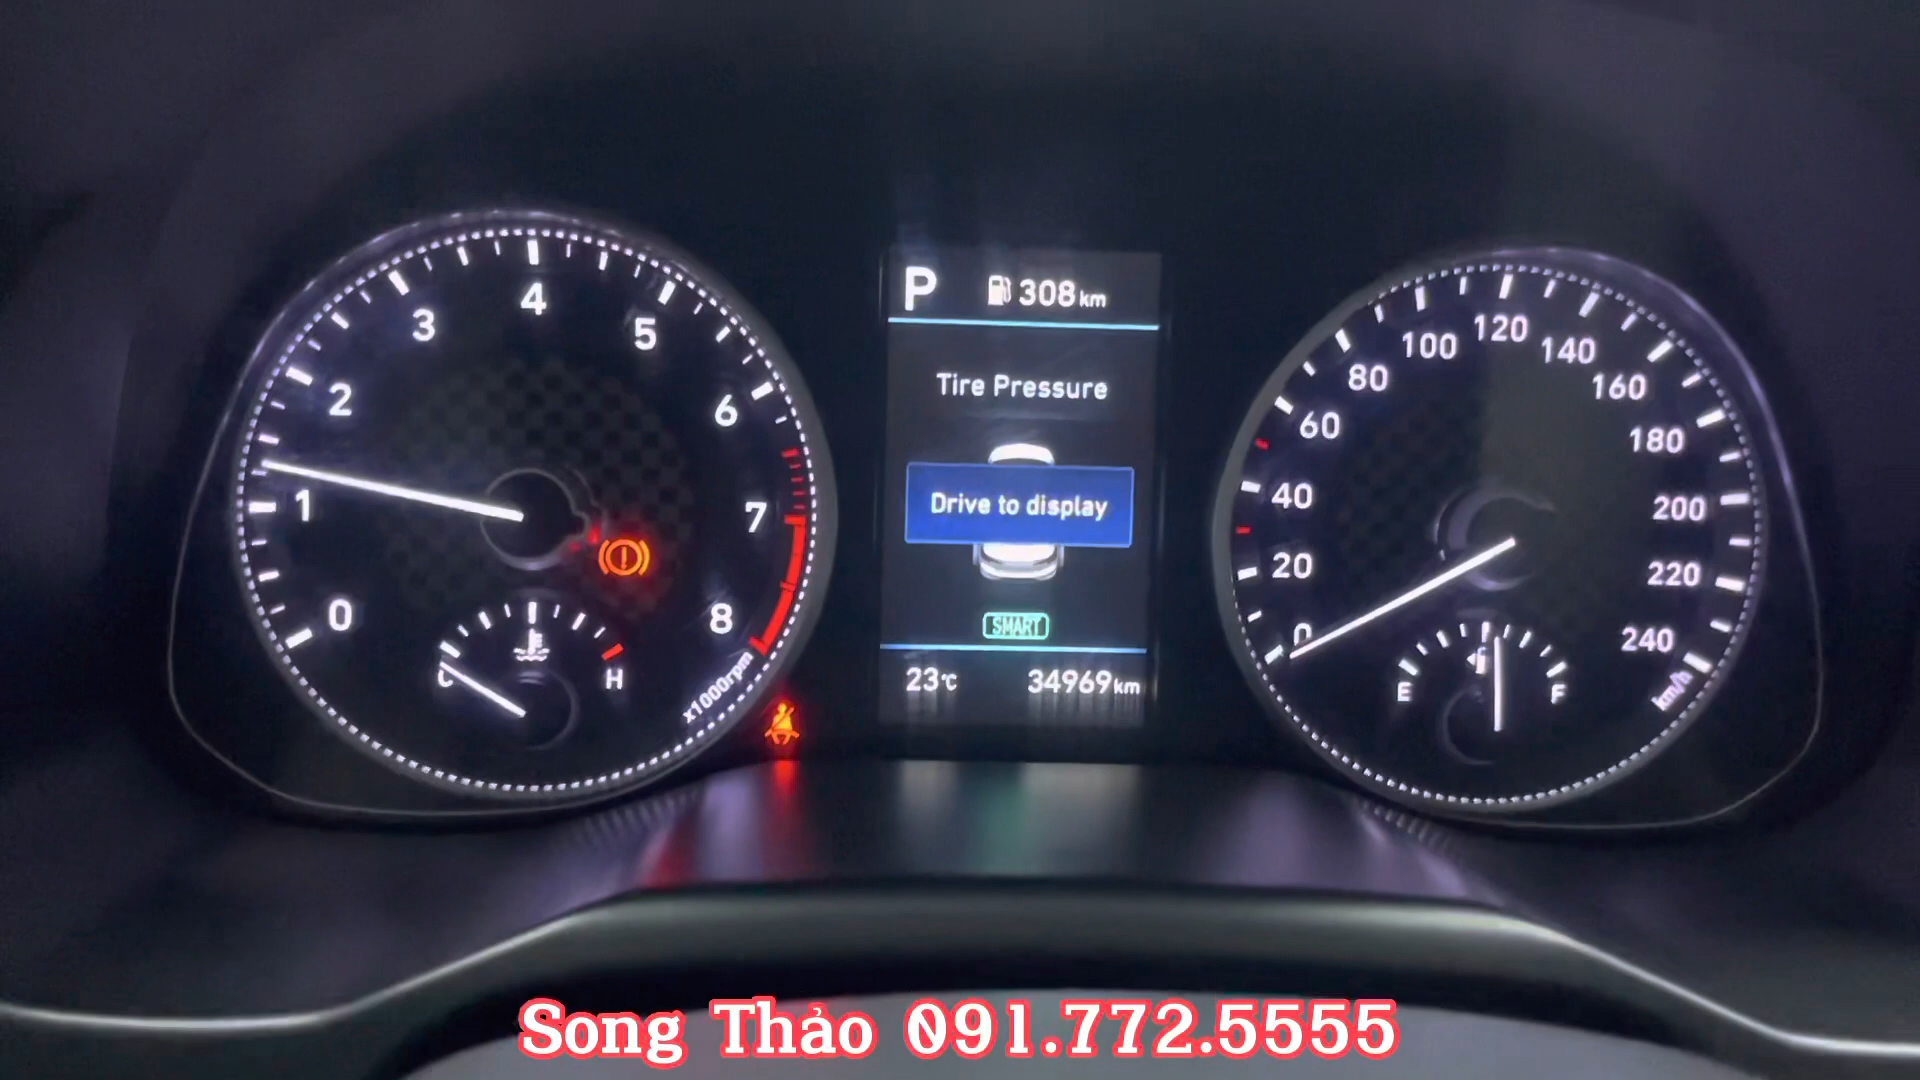 0
1
2
3
4
5
6
7
8
x1000rpm
C
H
P
308km
Tire Pressure
Drive to display
SMART
23°C
34969km
0
20
40
60
80
100
120
140
160
180
200
220
240
km/h
E
F
Song Thảo 091.772.5555